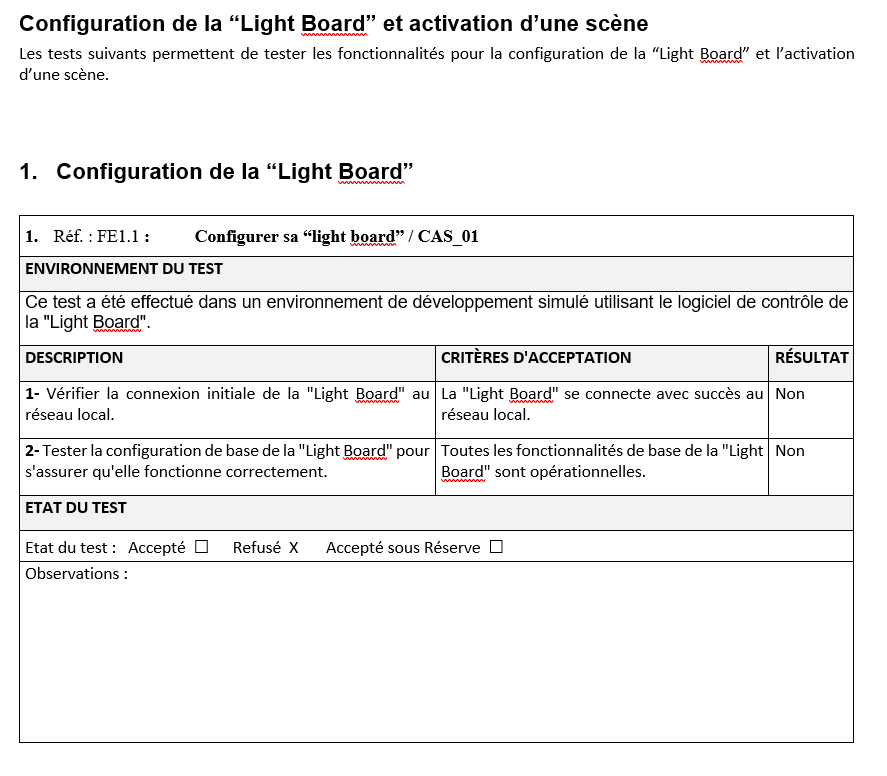 Configuration de la “Light Board” et activation d’une scène
Les tests suivants permettent de tester les fonctionnalités pour la configuration de la “Light Board” et l’activation
d’une scène.
1. Configuration de la “Light Board”
1. Réf. : FE1.1 : Configurer sa “light board” / CAS_01
ENVIRONNEMENT DU TEST
Ce test a été effectué dans un environnement de développement simulé utilisant le logiciel de contrôle de
la "Light Board".
DESCRIPTION CRITÈRES D'ACCEPTATION RÉSULTAT
1- Vérifier la connexion initiale de la "Light Board" au
réseau local.
La "Light Board" se connecte avec succès au
réseau local.
Non
2- Tester la configuration de base de la "Light Board" pour
s'assurer qu'elle fonctionne correctement.
Toutes les fonctionnalités de base de la "Light
Board" sont opérationnelles.
Non
ETAT DU TEST
Etat du test : Accepté ☐ Refusé X Accepté sous Réserve ☐
Observations :